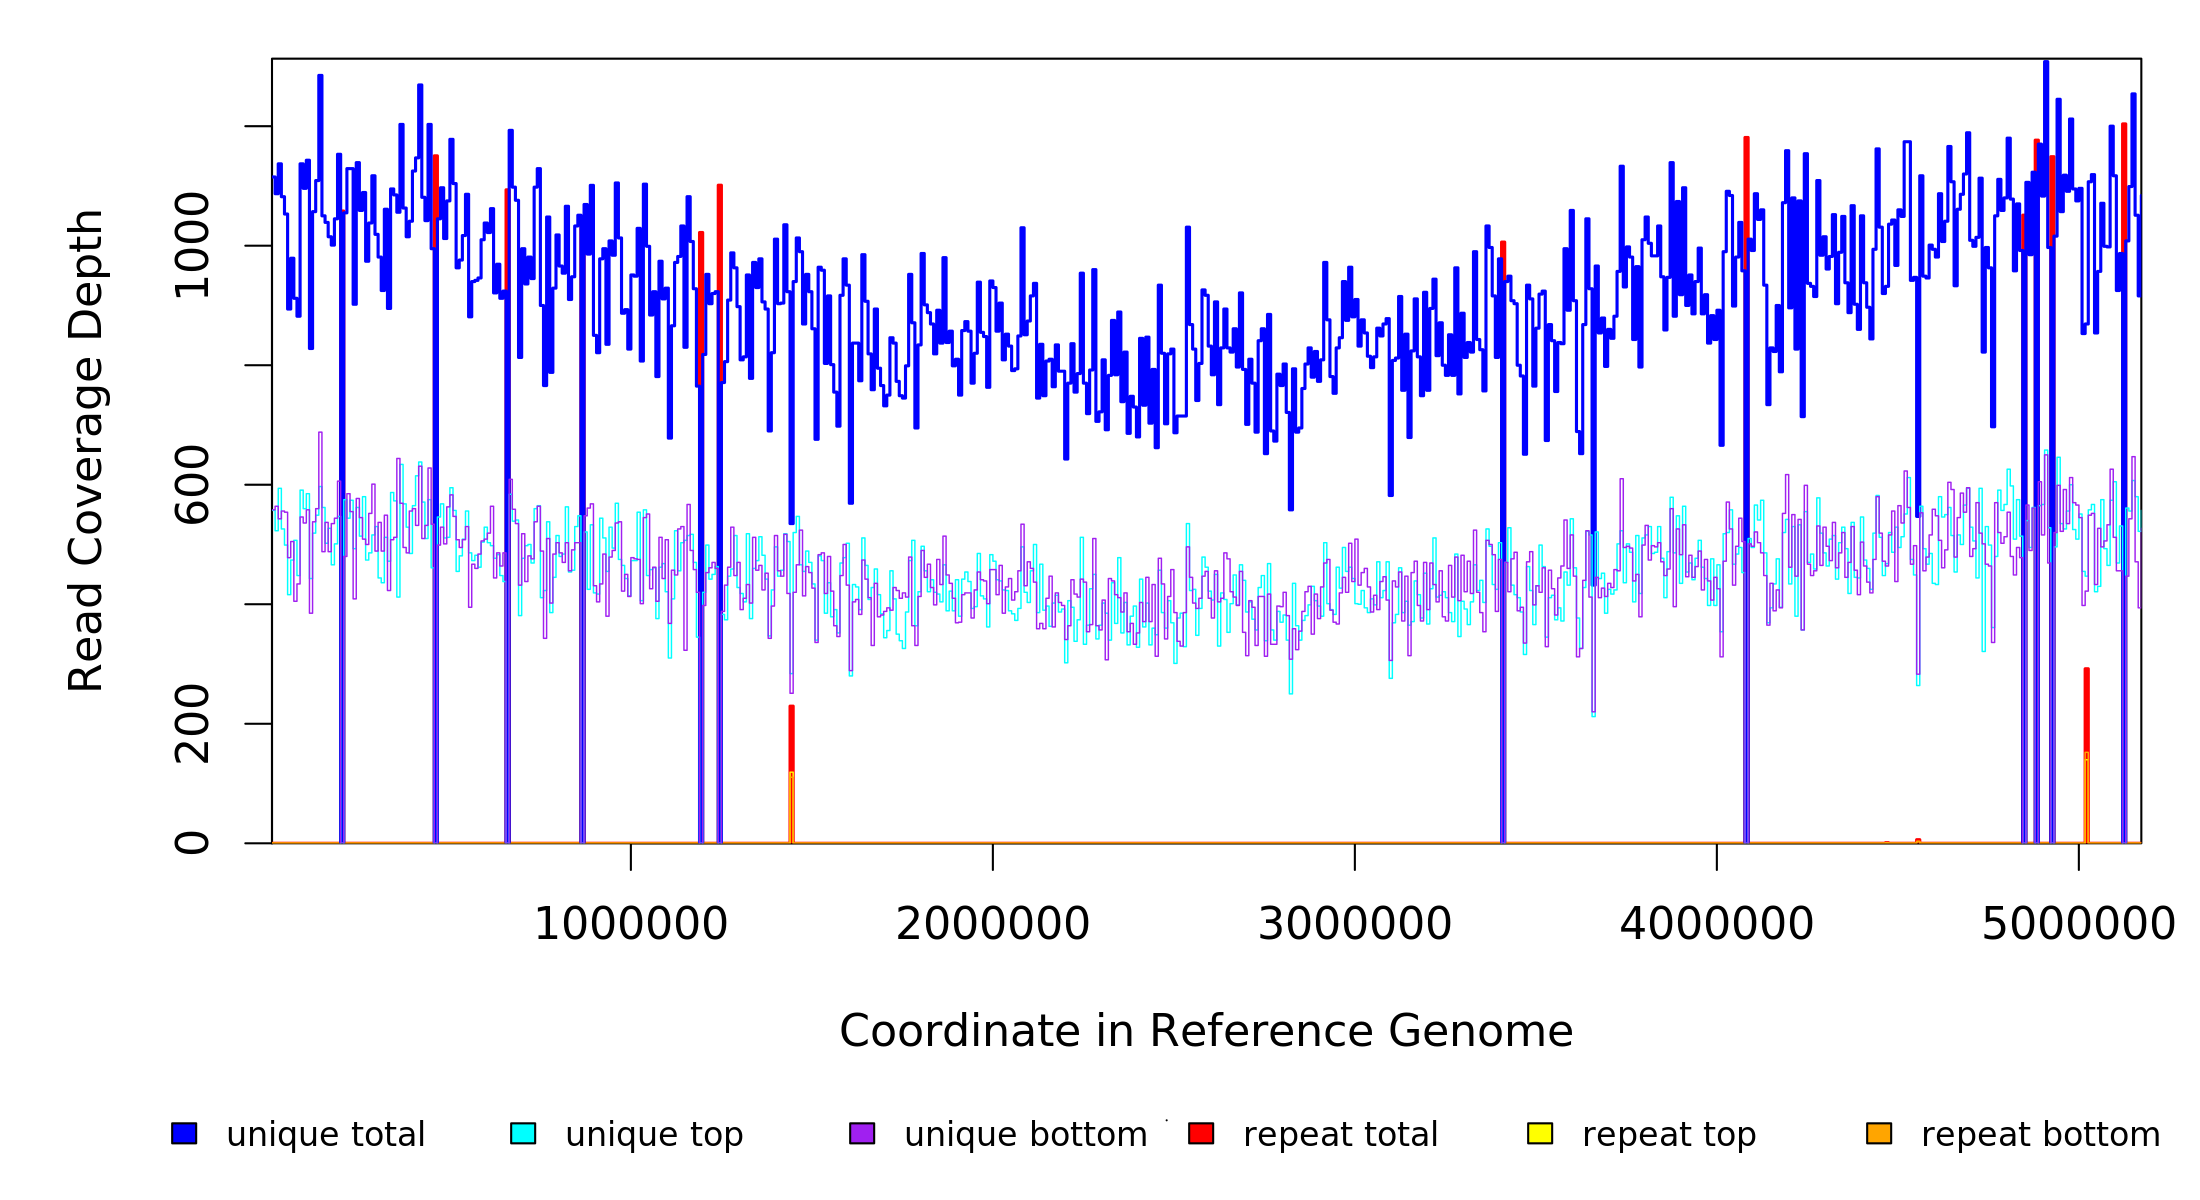 Read Coverage Depth
1000
600
200
0
1000000 2000000 3000000 4000000 5000000
Coordinate in Reference Genome
unique total unique top unique bottom repeat total repeat top repeat bottom